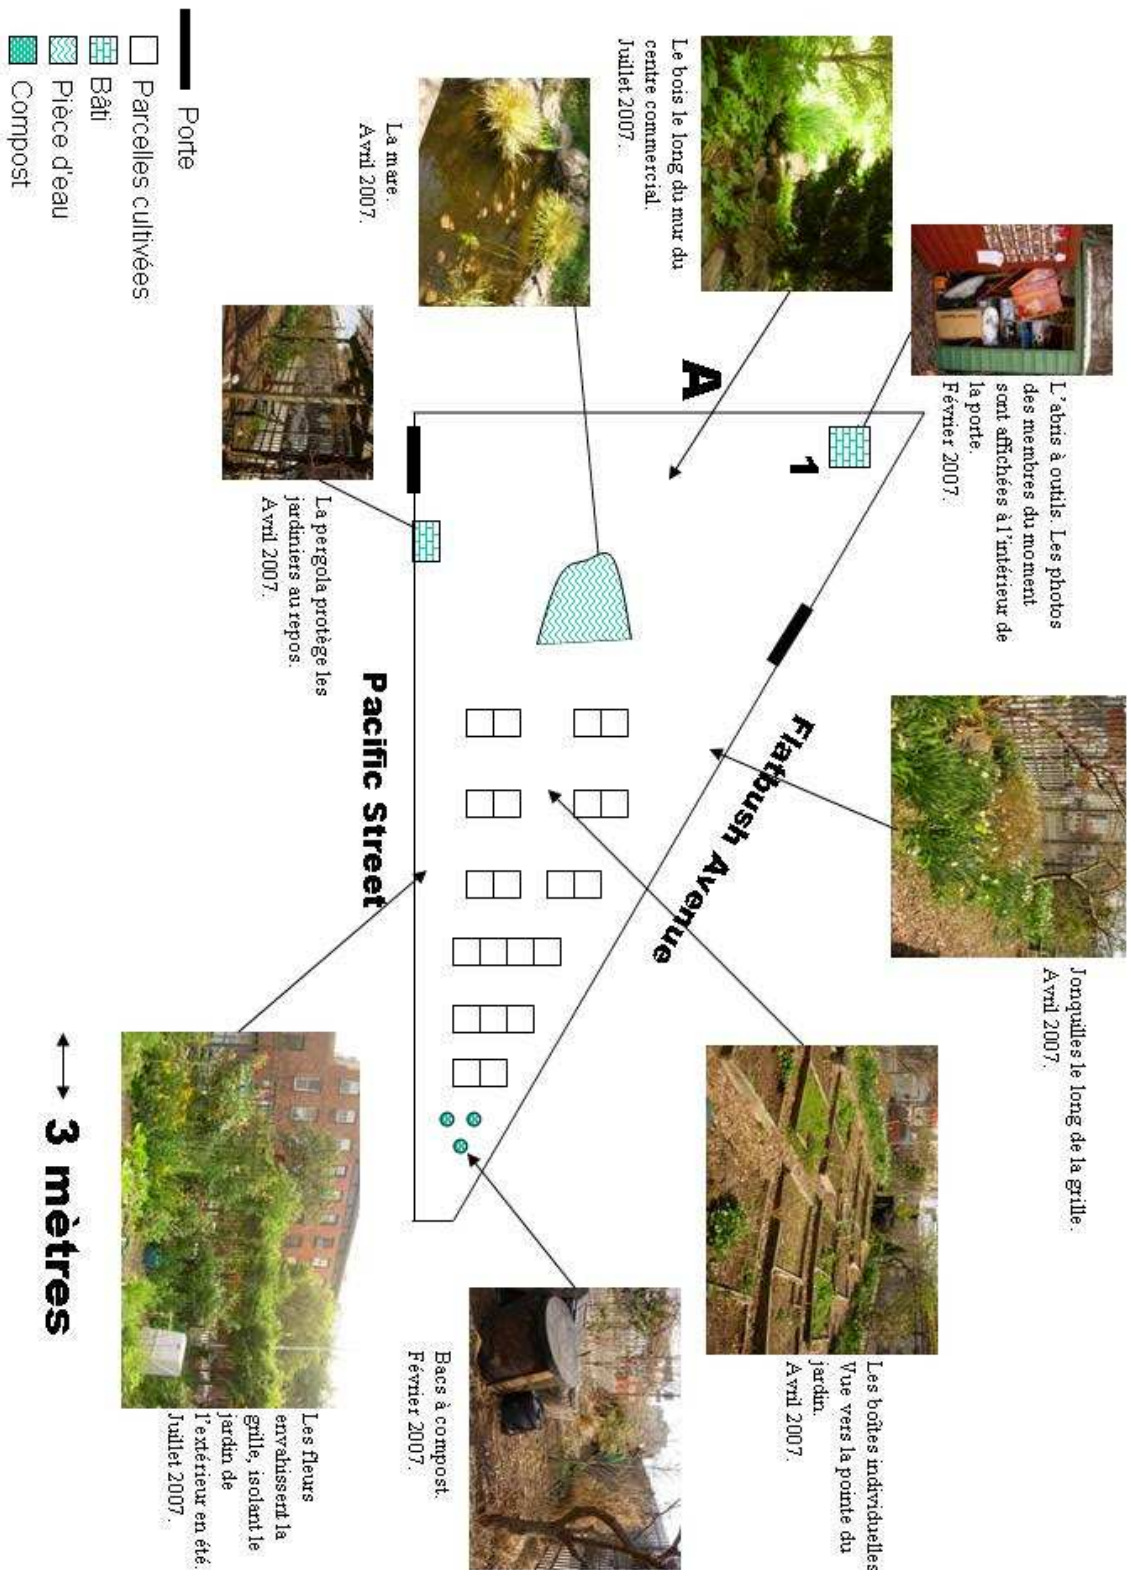 L'abris à outils. Les photos
des membres du moment
sont affichées à l'intérieur de
la porte.
Février 2007.
Jonquilles le long de la grille.
Avril 2007.
Les boîtes individuelles
Vue vers la pointe du
jardin.
Avril 2007.
Le bois le long du mur du
centre commercial.
Juillet 2007.
A
1
Flatbush Avenue
La mare.
Avril 2007.
La pergola protège les
jardiniers au repos.
Avril 2007.
Pacific Street
Bacs à compost.
Février 2007.
Les fleurs
envahissent la
grille, isolant le
jardin de
l'extérieur en été.
Juillet 2007.
Porte
Parcelles cultivées
Bâti
Pièce d'eau
Compost
3 mètres